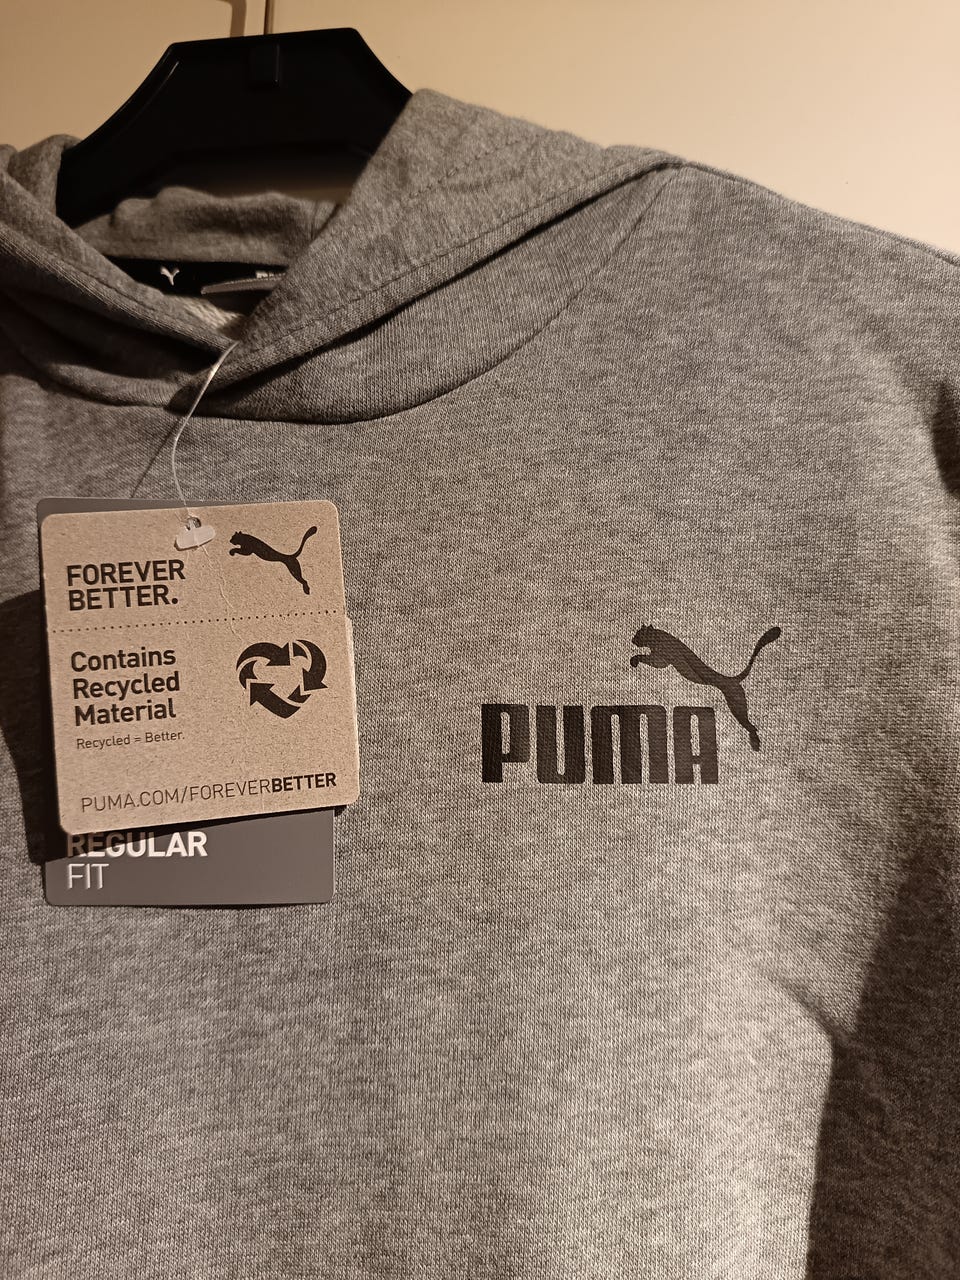 FOREVER
BETTER.
Contains
Recycled
Material
Recycled = Better.
PUMA.COM/FOREVERBETTER
REGULAR
FIT
PUMA